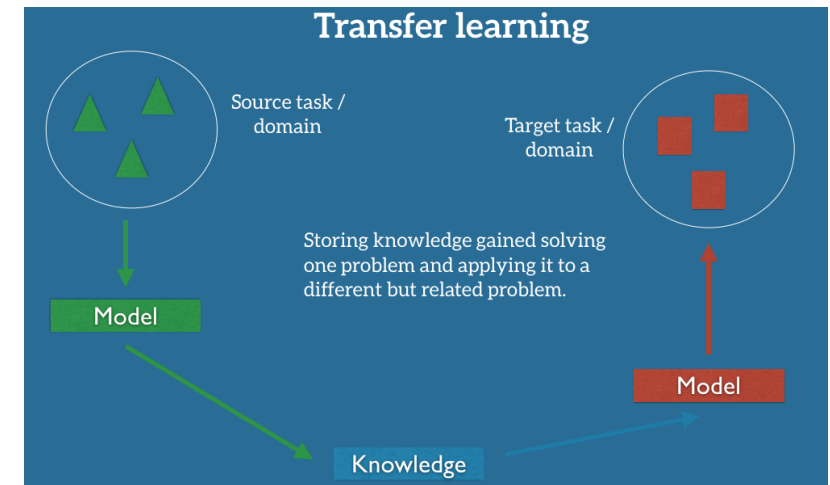 Transfer learning
Source task /
domain
Target task /
domain
Storing knowledge gained solving
one problem and applying it to a
different but related problem.
Model
Model
Knowledge